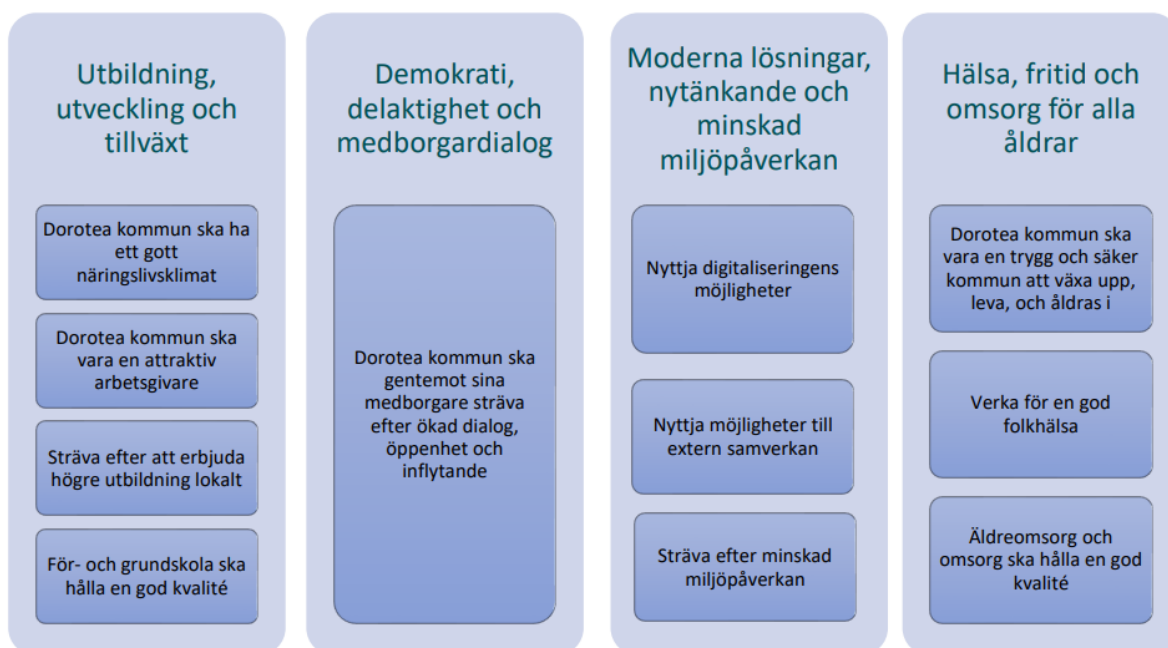 Utbildning,
utveckling och
tillväxt
Dorotea kommun ska ha
ett gott
näringslivsklimat
Dorotea kommun ska
vara en attraktiv
arbetsgivare
Sträva efter att erbjuda
högre utbildning lokalt
För- och grundskola ska
hålla en god kvalité
Demokrati,
delaktighet och
medborgardialog
Dorotea kommun ska
gentemot sina
medborgare sträva
efter ökad dialog,
öppenhet och
inflytande
Moderna lösningar,
nytänkande och
minskad
miljöpåverkan
Nyttja digitaliseringens
möjligheter
Nyttja möjligheter till
extern samverkan
Sträva efter minskad
miljöpåverkan
Hälsa, fritid och
omsorg för alla
åldrar
Dorotea kommun ska
vara en trygg och säker
kommun att växa upp,
leva, och åldras i
Verka för en god
folkhälsa
Äldreomsorg och
omsorg ska hålla en god
kvalité